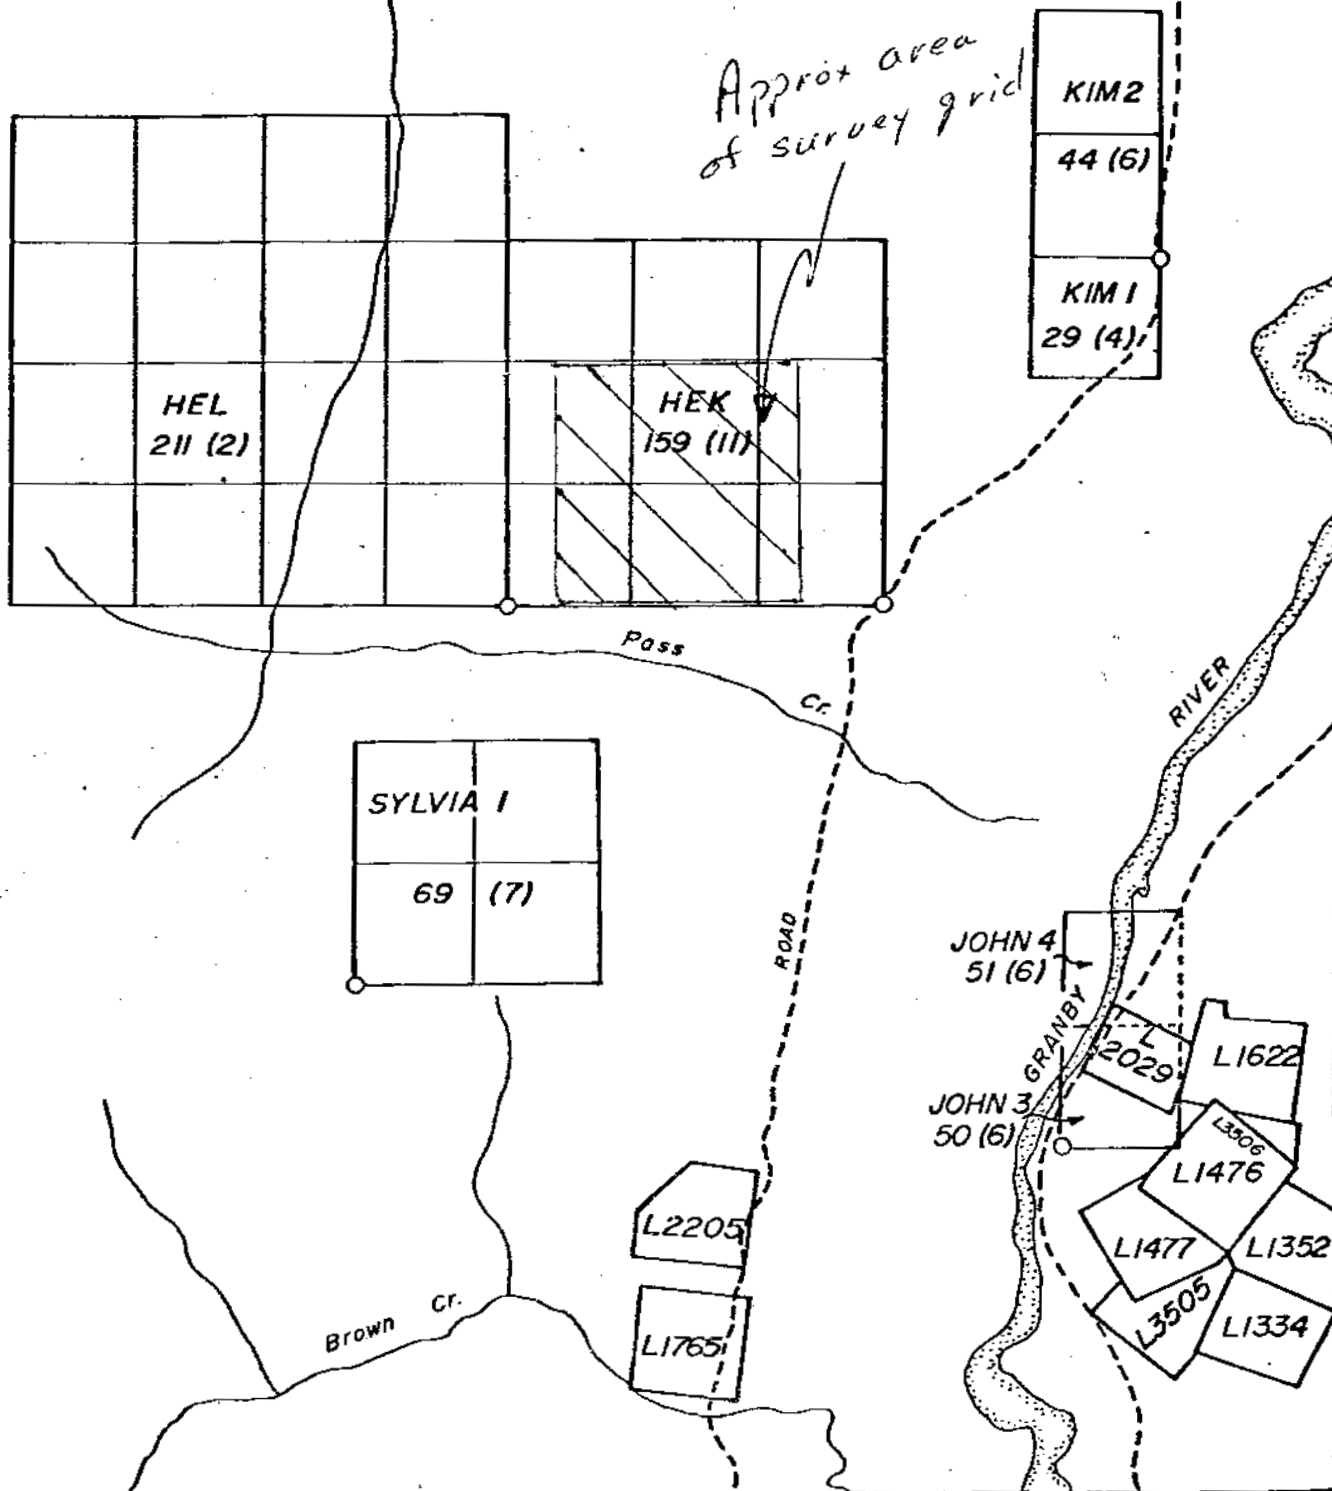 Approx area
of survey grid
KIM 2
44 (6)
KIM 1
29 (4)
HEL
211 (2)
HEK
159 (11)
Pass Cr.
RIVER
SYLVIA 1
69 (7)
ROAD
JOHN 4
51 (6)
GRANBY
L
2029
L1622
JOHN 3
50 (6)
L3506
L1476
L2205
L1477
L1352
L3505
L1334
Brown Cr.
L1765